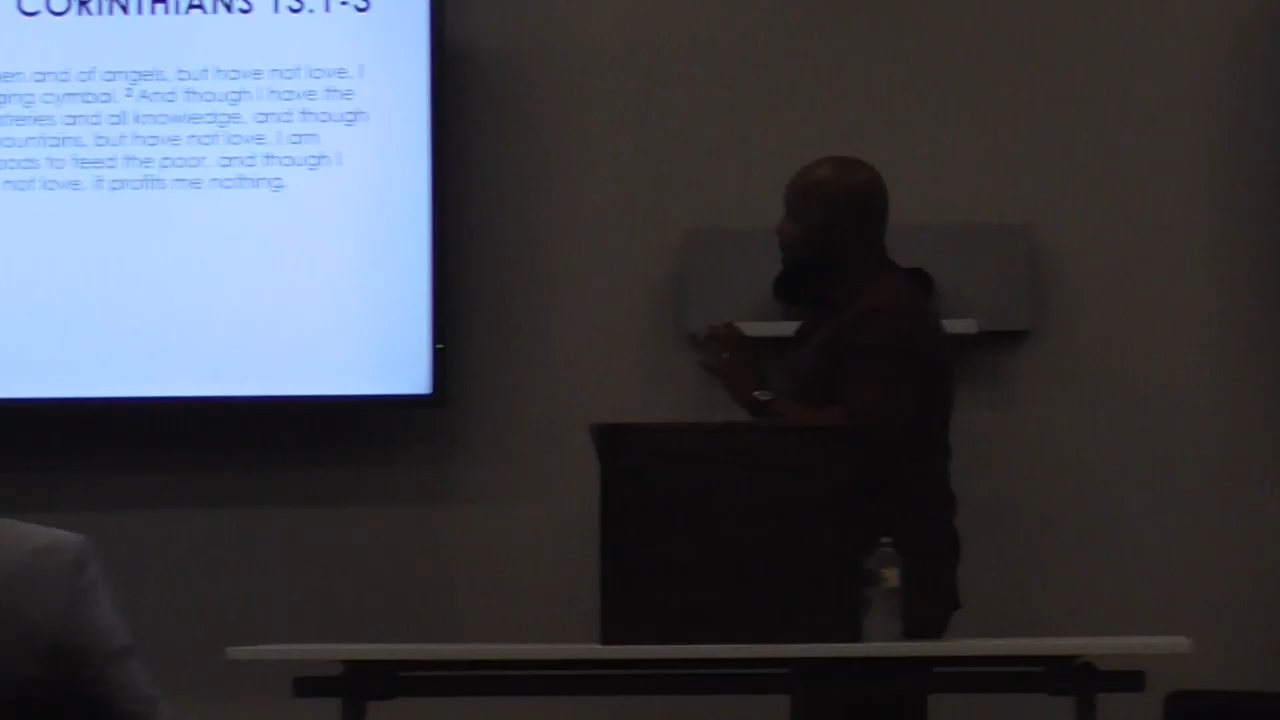 CORINTHIANS 13:1-3
en and of angels, but have not love, I
ging cymbal. ² And though I have the
steries and all knowledge, and though
ountains, but have not love, I am
oods to feed the poor, and though I
not love, it profits me nothing.